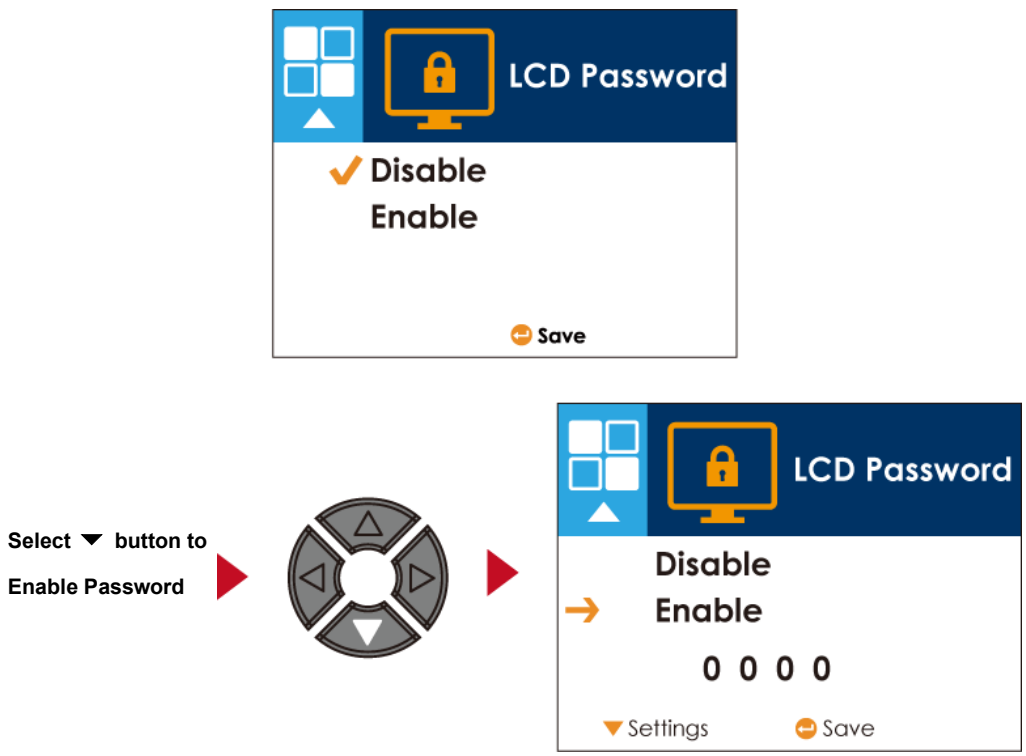 LCD Password
Disable
Enable
Save
Select ▼ button to
Enable Password
LCD Password
Disable
Enable
0 0 0 0
Settings Save